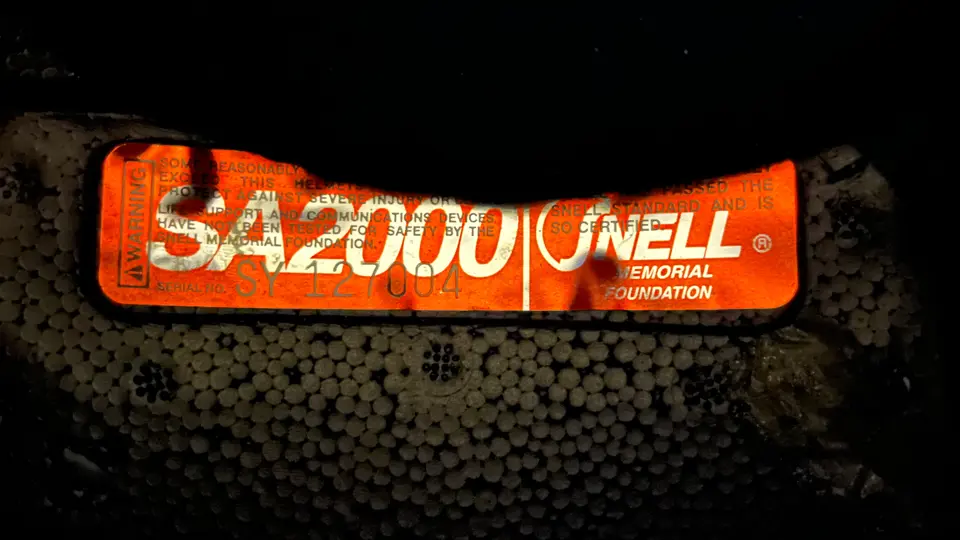 WARNING
SOME REASONABLY
EXCEED THIS HELMET'S
PROTECT AGAINST SEVERE INJURY OR
LIFE SUPPORT AND COMMUNICATIONS DEVICES
HAVE NOT BEEN TESTED FOR SAFETY BY THE
SNELL MEMORIAL FOUNDATION.
SA2000
SERIAL NO. SY 127004
PASSED THE
SNELL STANDARD AND IS
SO CERTIFIED
SNELL ®
MEMORIAL
FOUNDATION